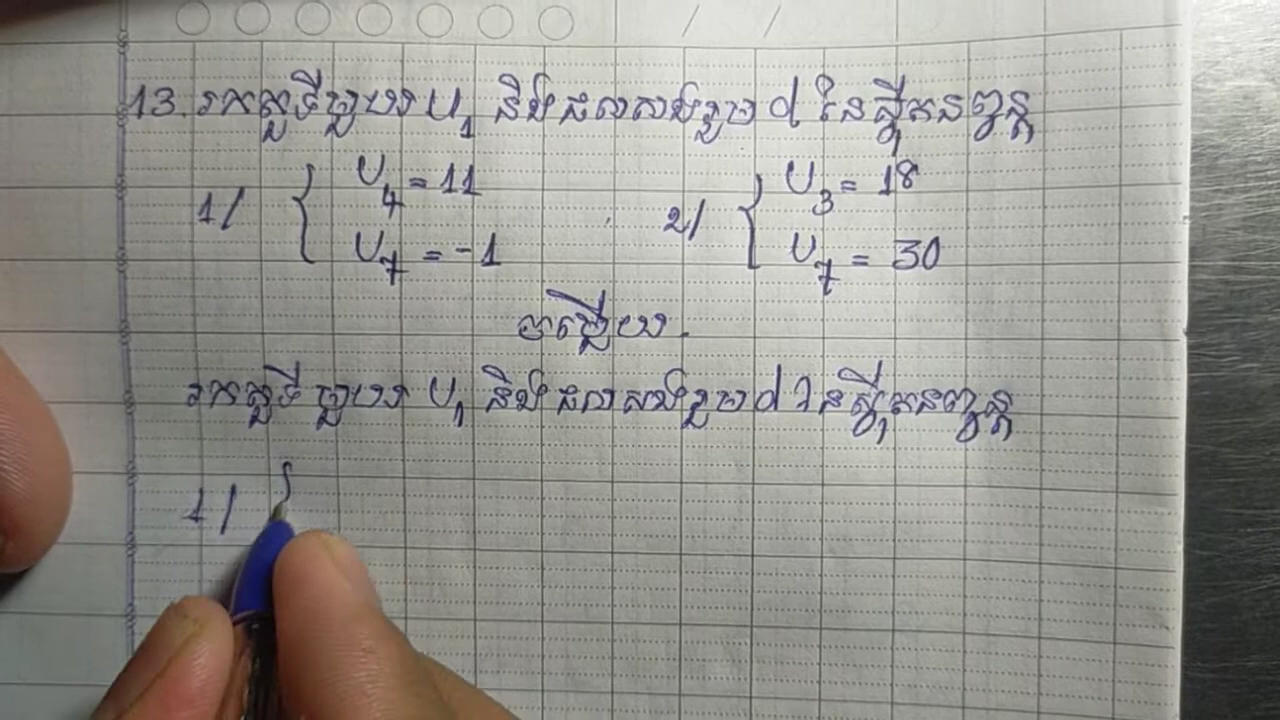 13. រកតួទីមួយ U₁ និងផលសងរួម d នៃស្វ៊ីតនព្វន្ត
1/ { U₄ = 11 2/ { U₃ = 18
U₇ = -1 U₇ = 30
ចម្លើយ.
រកតួទីមួយ U₁ និងផលសងរួម d នៃស្វ៊ីតនព្វន្ត
1/ {